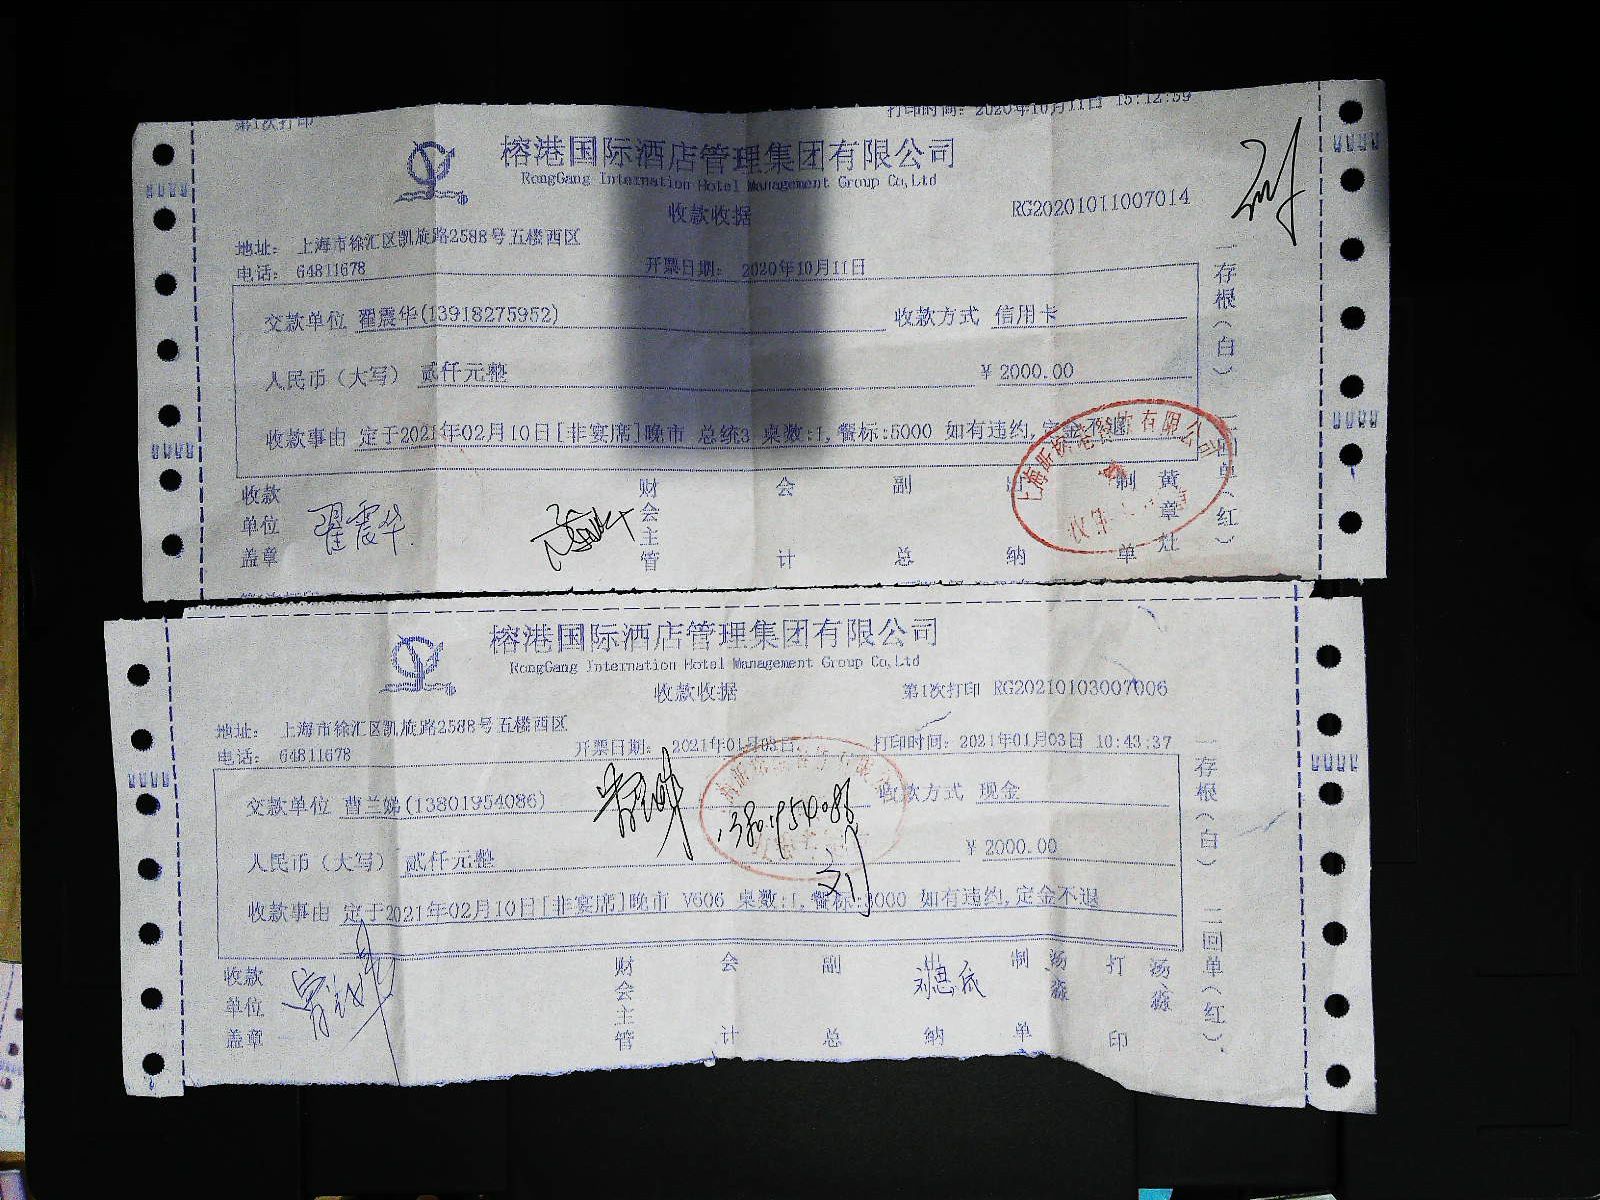 第1次打印 打印时间：2020年10月11日 15:12:59
榕港国际酒店管理集团有限公司
RongGang Internation Hotel Management Group Co,Ltd
收款收据
RG20201011007014
地址： 上海市徐汇区凯旋路2588号五楼西区
电话： 64811678 开票日期： 2020年10月11日
交款单位 翟震华(13918275952) 收款方式 信用卡
人民币（大写） 贰仟元整 ¥ 2000.00
收款事由 定于2021年02月10日[非宴席]晚市 总统3 桌数:1,餐标:5000 如有违约,定金不退
收款单位盖章 翟震华 财会主管 会计 副总 出纳 制单 黄章灶
一存根（白） 二回单（红）
榕港国际酒店管理集团有限公司
RongGang Internation Hotel Management Group Co,Ltd
收款收据 第1次打印 RG20210103007006
地址： 上海市徐汇区凯旋路2588号五楼西区
电话： 64811678 开票日期： 2021年01月03日 打印时间：2021年01月03日 10:43:37
交款单位 曹兰娣(13801954086) 收款方式 现金
13801954086
人民币（大写） 贰仟元整 ¥ 2000.00
刘
收款事由 定于2021年02月10日[非宴席]晚市 V606 桌数:1,餐标: 000 如有违约,定金不退
收款单位盖章 财会主管 会计 副总 出纳 制单 汤淼 打印 汤淼
一存根（白） 二回单（红）